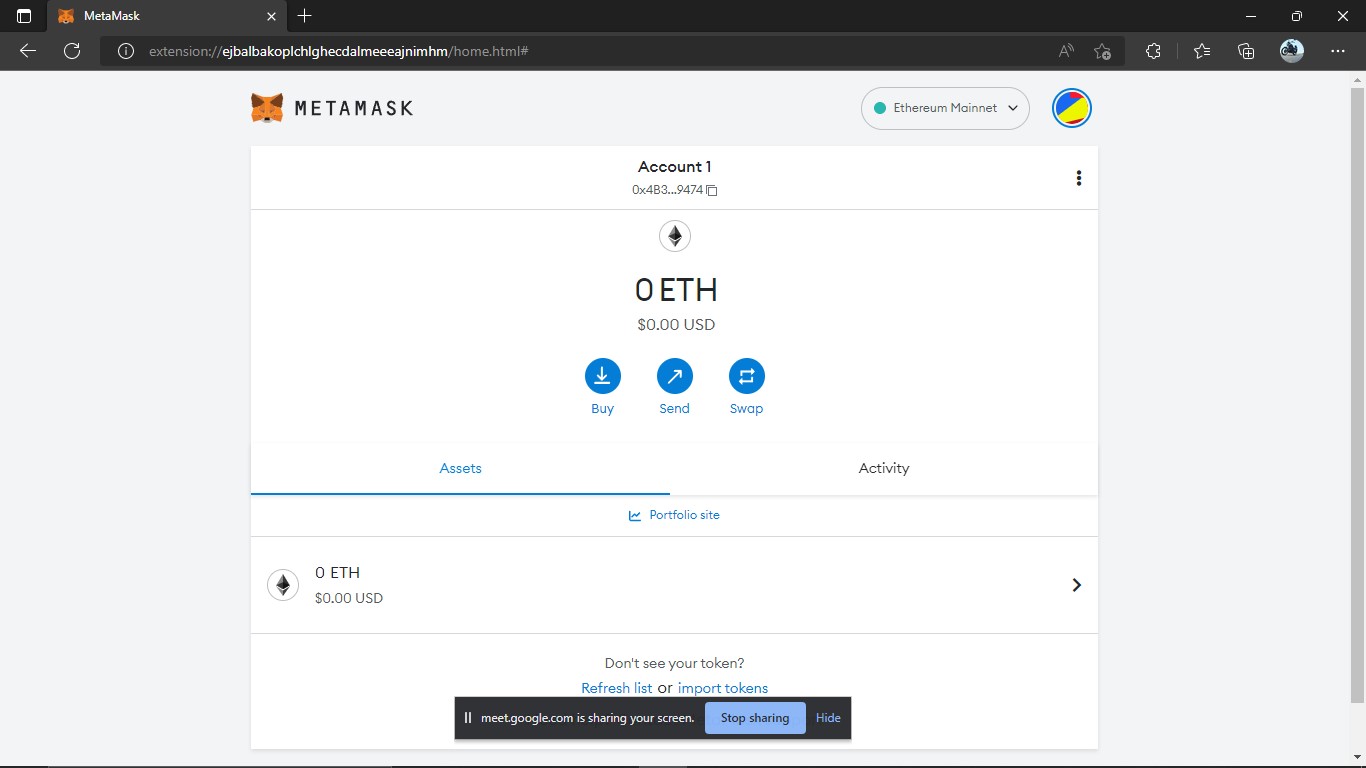 MetaMask
extension://ejbalbakoplchlghecdalmeeeajnimhm/home.html#
METAMASK
Ethereum Mainnet
Account 1
0x4B3...9474
0 ETH
$0.00 USD
Buy Send Swap
Assets Activity
Portfolio site
0 ETH
$0.00 USD
Don't see your token?
Refresh list or import tokens
meet.google.com is sharing your screen. Stop sharing Hide